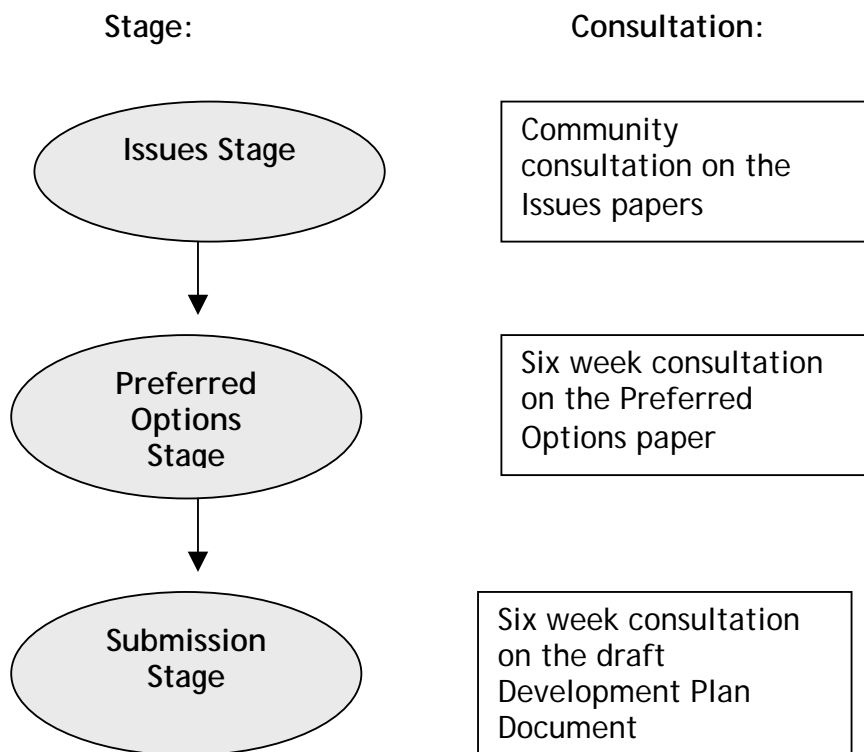 Stage:
Consultation:
Issues Stage
Community
consultation on the
Issues papers
Preferred
Options
Stage
Six week consultation
on the Preferred
Options paper
Submission
Stage
Six week consultation
on the draft
Development Plan
Document